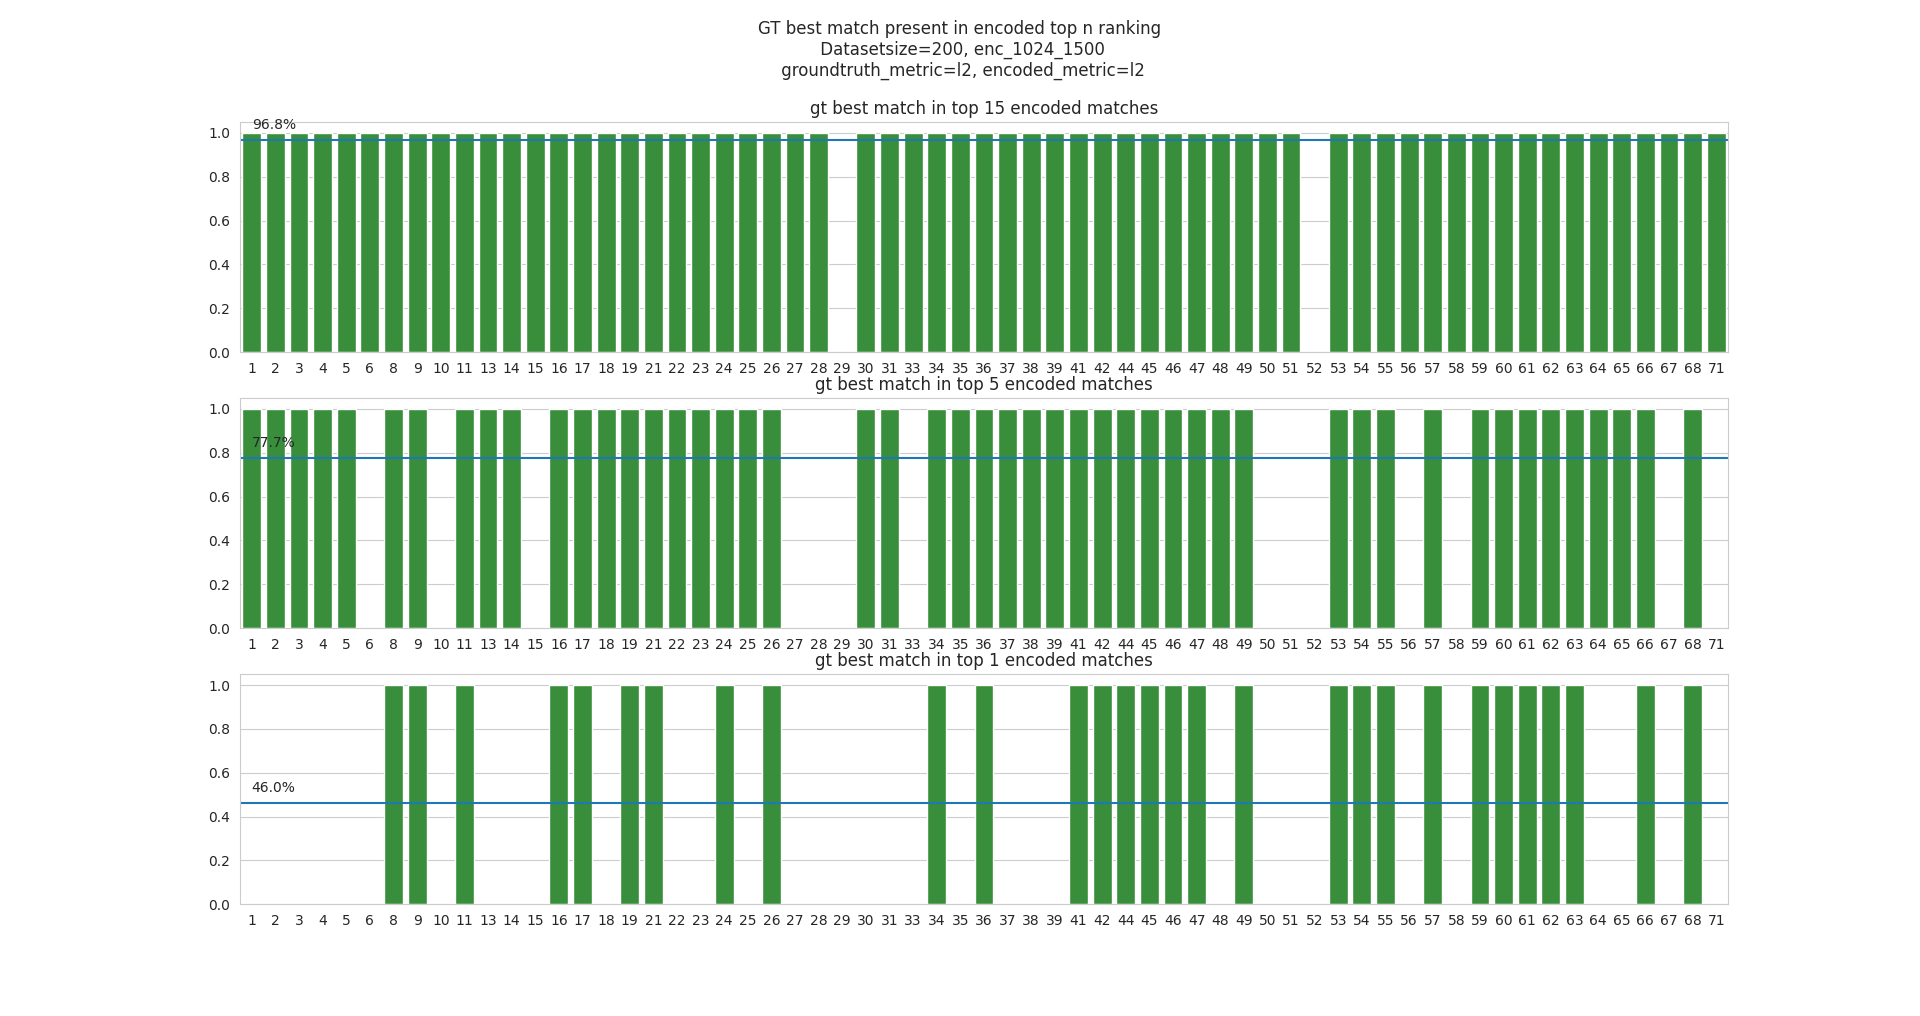 GT best match present in encoded top n ranking
Datasetsize=200, enc_1024_1500
groundtruth_metric=l2, encoded_metric=l2
gt best match in top 15 encoded matches
96.8%
1.0
0.8
0.6
0.4
0.2
0.0
1 2 3 4 5 6 8 9 10 11 13 14 15 16 17 18 19 21 22 23 24 25 26 27 28 29 30 31 33 34 35 36 37 38 39 41 42 44 45 46 47 48 49 50 51 52 53 54 55 56 57 58 59 60 61 62 63 64 65 66 67 68 71
gt best match in top 5 encoded matches
1.0
77.7%
0.8
0.6
0.4
0.2
0.0
1 2 3 4 5 6 8 9 10 11 13 14 15 16 17 18 19 21 22 23 24 25 26 27 28 29 30 31 33 34 35 36 37 38 39 41 42 44 45 46 47 48 49 50 51 52 53 54 55 56 57 58 59 60 61 62 63 64 65 66 67 68 71
gt best match in top 1 encoded matches
1.0
0.8
0.6
46.0%
0.4
0.2
0.0
1 2 3 4 5 6 8 9 10 11 13 14 15 16 17 18 19 21 22 23 24 25 26 27 28 29 30 31 33 34 35 36 37 38 39 41 42 44 45 46 47 48 49 50 51 52 53 54 55 56 57 58 59 60 61 62 63 64 65 66 67 68 71